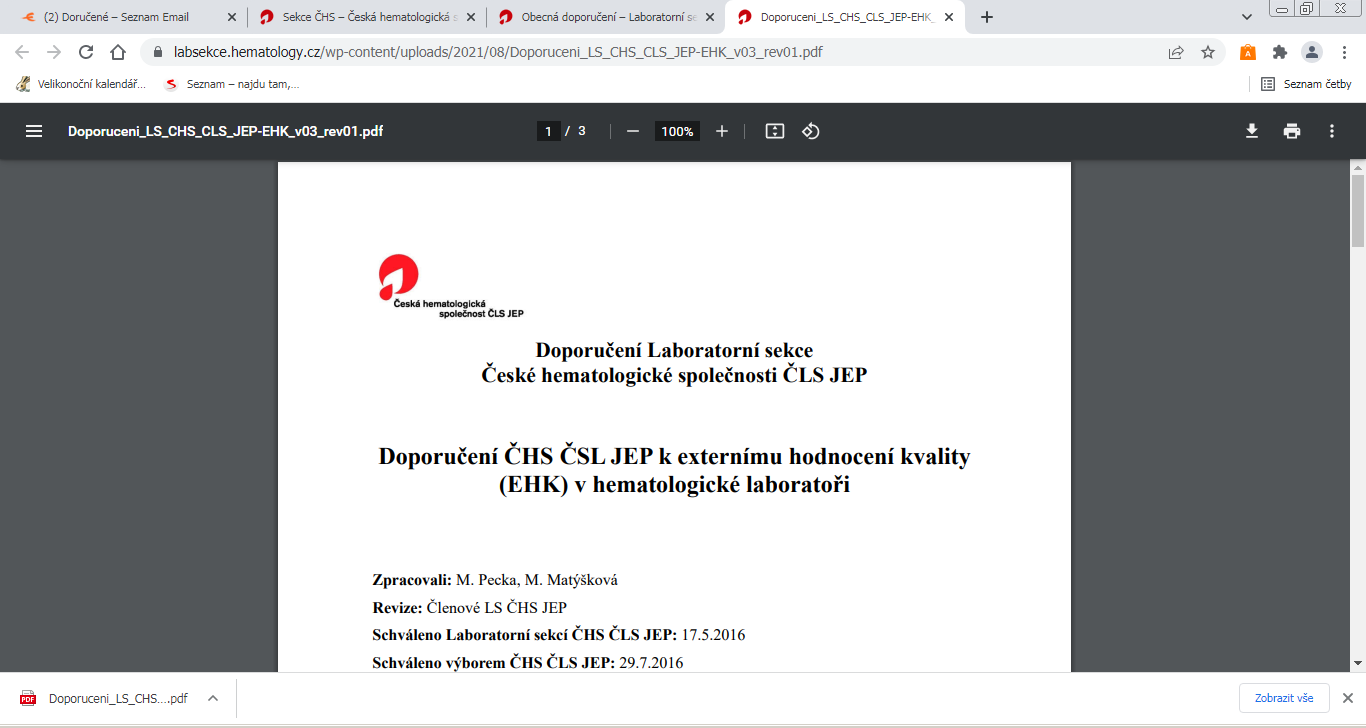 (2) Doručené – Seznam Email
Sekce ČHS – Česká hematologická s
Obecná doporučení – Laboratorní se
Doporuceni_LS_CHS_CLS_JEP-EHK_
labsekce.hematology.cz/wp-content/uploads/2021/08/Doporuceni_LS_CHS_CLS_JEP-EHK_v03_rev01.pdf
Velikonoční kalendář...
Seznam – najdu tam,...
Seznam četby
Doporuceni_LS_CHS_CLS_JEP-EHK_v03_rev01.pdf
1 / 3
100%
Česká hematologická
společnost ČLS JEP
Doporučení Laboratorní sekce
České hematologické společnosti ČLS JEP
Doporučení ČHS ČSL JEP k externímu hodnocení kvality
(EHK) v hematologické laboratoři
Zpracovali: M. Pecka, M. Matýšková
Revize: Členové LS ČHS JEP
Schváleno Laboratorní sekcí ČHS ČLS JEP: 17.5.2016
Schváleno výborem ČHS ČLS JEP: 29.7.2016
PDF
Doporuceni_LS_CHS....pdf
Zobrazit vše